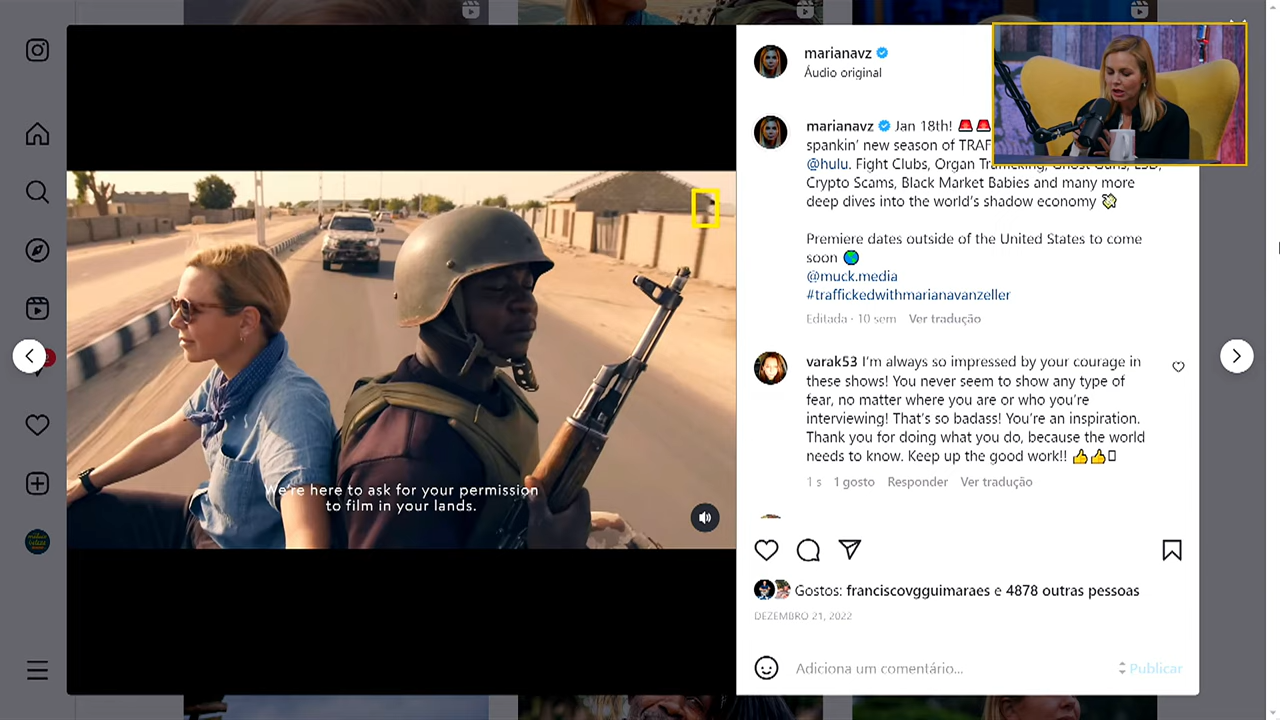 We're here to ask for your permission
to film in your lands.
marianavz
Áudio original
marianavz Jan 18th! 🚨🚨
spankin' new season of TRAF
@hulu. Fight Clubs, Organ Trafficking, Ghost Guns, LSD,
Crypto Scams, Black Market Babies and many more
deep dives into the world's shadow economy
Premiere dates outside of the United States to come
soon 🌍
@muck.media
#traffickedwithmarianavanzeller
Editada · 10 sem Ver tradução
varak53 I'm always so impressed by your courage in
these shows! You never seem to show any type of
fear, no matter where you are or who you're
interviewing! That's so badass! You're an inspiration.
Thank you for doing what you do, because the world
needs to know. Keep up the good work!! 👍👍
1 s 1 gosto Responder Ver tradução
Gostos: franciscovgguimaraes e 4878 outras pessoas
DEZEMBRO 21, 2022
Adiciona um comentário... Publicar